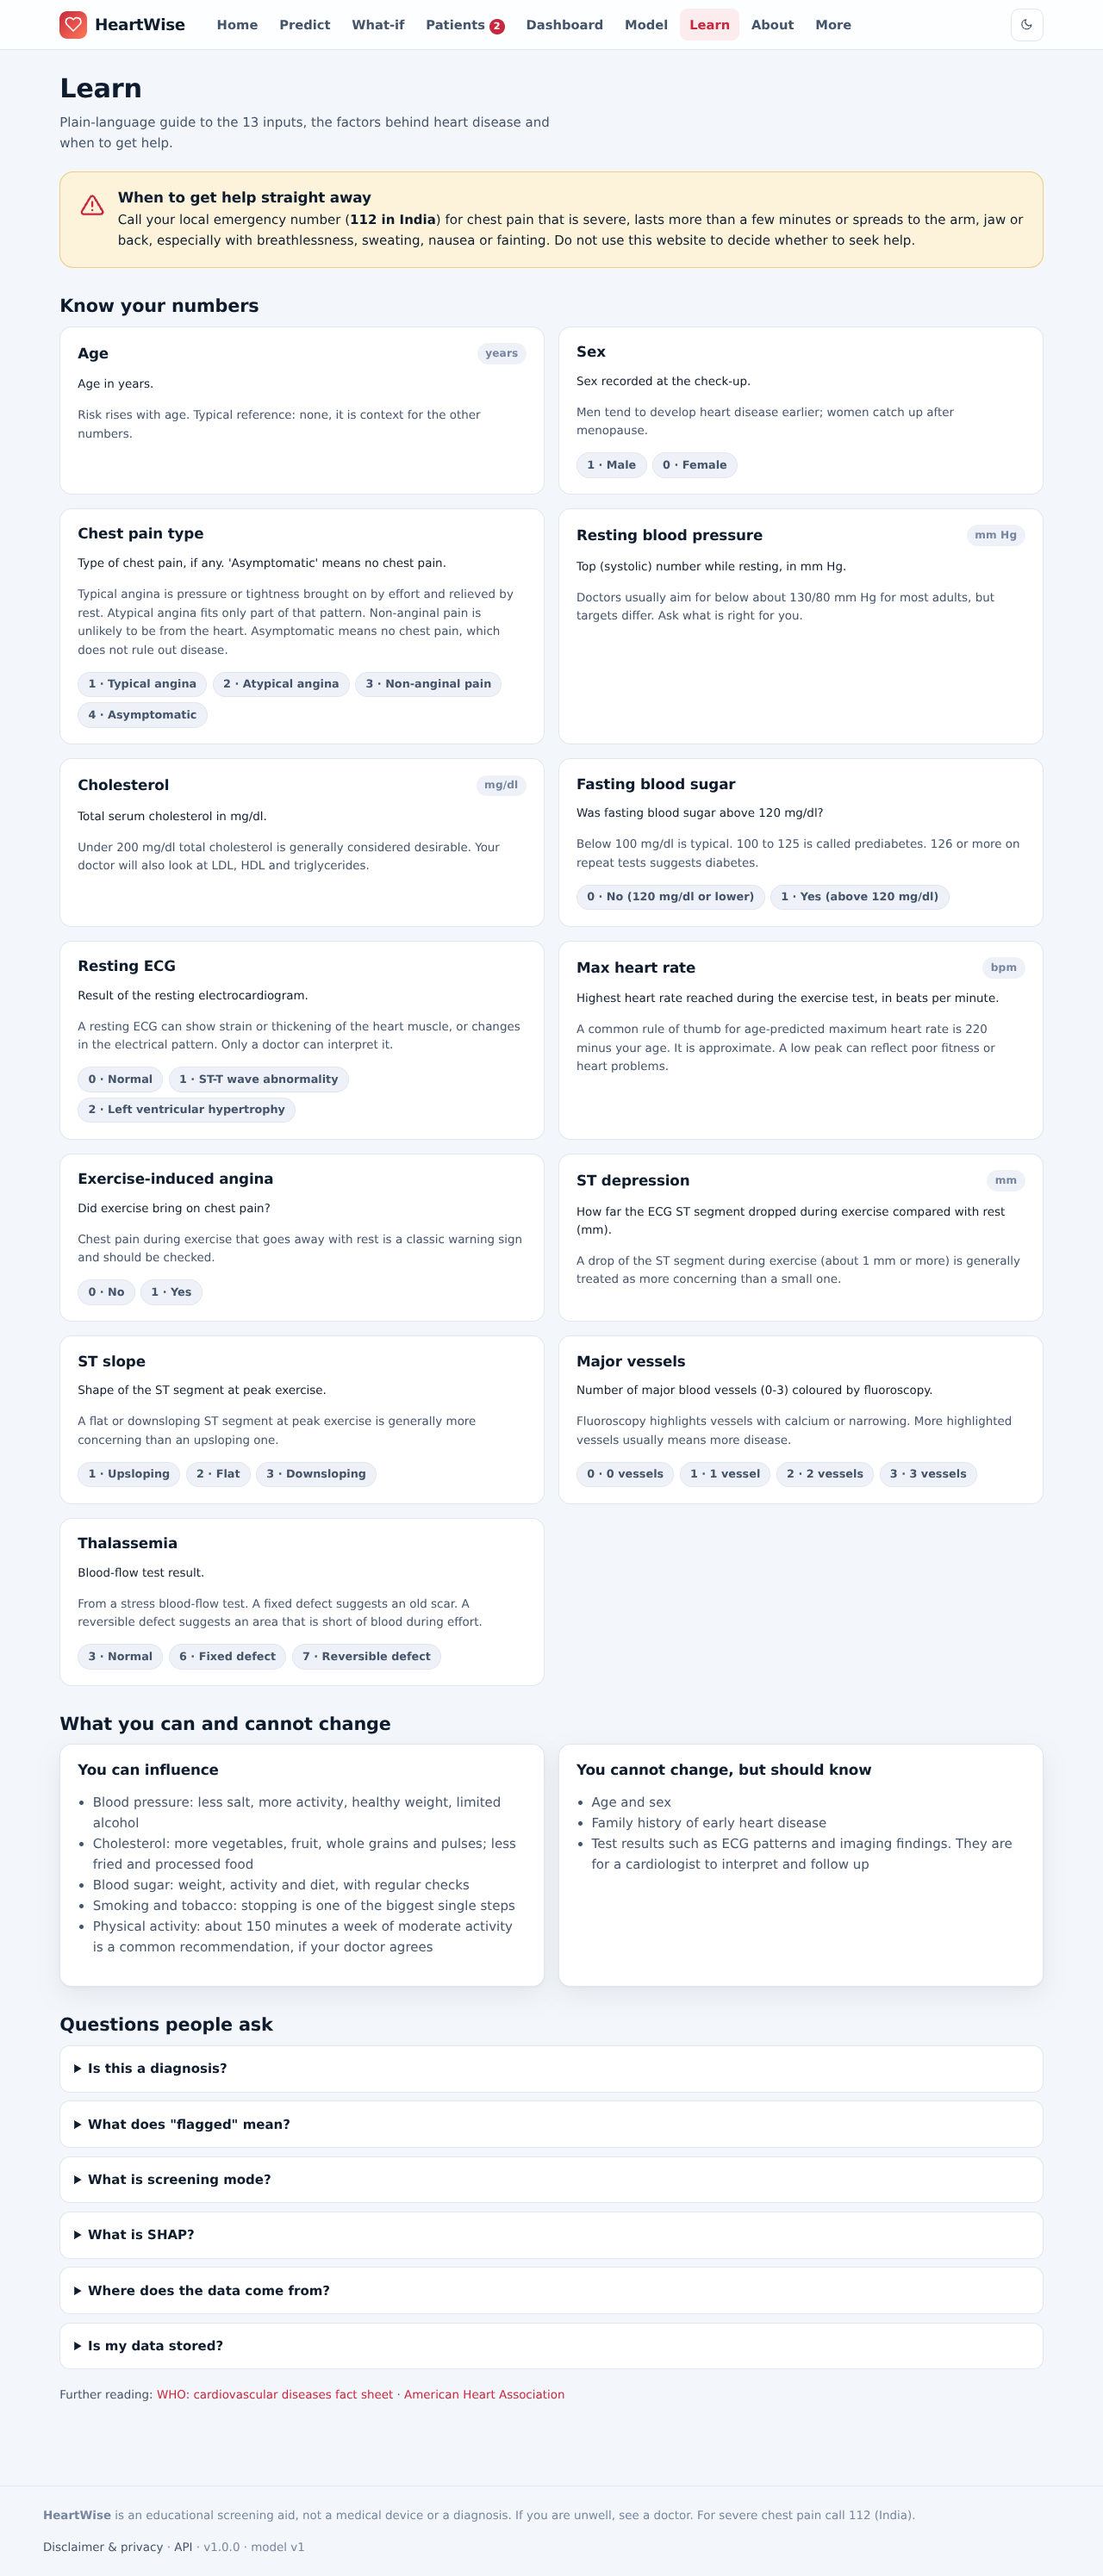 HeartWise Home Predict What-if Patients 2 Dashboard Model Learn About More
Learn
Plain-language guide to the 13 inputs, the factors behind heart disease and
when to get help.
When to get help straight away
Call your local emergency number (112 in India) for chest pain that is severe, lasts more than a few minutes or spreads to the arm, jaw or
back, especially with breathlessness, sweating, nausea or fainting. Do not use this website to decide whether to seek help.
Know your numbers
Age years
Age in years.
Risk rises with age. Typical reference: none, it is context for the other
numbers.
Sex
Sex recorded at the check-up.
Men tend to develop heart disease earlier; women catch up after
menopause.
1 · Male 0 · Female
Chest pain type
Type of chest pain, if any. 'Asymptomatic' means no chest pain.
Typical angina is pressure or tightness brought on by effort and relieved by
rest. Atypical angina fits only part of that pattern. Non-anginal pain is
unlikely to be from the heart. Asymptomatic means no chest pain, which
does not rule out disease.
1 · Typical angina 2 · Atypical angina 3 · Non-anginal pain
4 · Asymptomatic
Resting blood pressure mm Hg
Top (systolic) number while resting, in mm Hg.
Doctors usually aim for below about 130/80 mm Hg for most adults, but
targets differ. Ask what is right for you.
Cholesterol mg/dl
Total serum cholesterol in mg/dl.
Under 200 mg/dl total cholesterol is generally considered desirable. Your
doctor will also look at LDL, HDL and triglycerides.
Fasting blood sugar
Was fasting blood sugar above 120 mg/dl?
Below 100 mg/dl is typical. 100 to 125 is called prediabetes. 126 or more on
repeat tests suggests diabetes.
0 · No (120 mg/dl or lower) 1 · Yes (above 120 mg/dl)
Resting ECG
Result of the resting electrocardiogram.
A resting ECG can show strain or thickening of the heart muscle, or changes
in the electrical pattern. Only a doctor can interpret it.
0 · Normal 1 · ST-T wave abnormality
2 · Left ventricular hypertrophy
Max heart rate bpm
Highest heart rate reached during the exercise test, in beats per minute.
A common rule of thumb for age-predicted maximum heart rate is 220
minus your age. It is approximate. A low peak can reflect poor fitness or
heart problems.
Exercise-induced angina
Did exercise bring on chest pain?
Chest pain during exercise that goes away with rest is a classic warning sign
and should be checked.
0 · No 1 · Yes
ST depression mm
How far the ECG ST segment dropped during exercise compared with rest
(mm).
A drop of the ST segment during exercise (about 1 mm or more) is generally
treated as more concerning than a small one.
ST slope
Shape of the ST segment at peak exercise.
A flat or downsloping ST segment at peak exercise is generally more
concerning than an upsloping one.
1 · Upsloping 2 · Flat 3 · Downsloping
Major vessels
Number of major blood vessels (0-3) coloured by fluoroscopy.
Fluoroscopy highlights vessels with calcium or narrowing. More highlighted
vessels usually means more disease.
0 · 0 vessels 1 · 1 vessel 2 · 2 vessels 3 · 3 vessels
Thalassemia
Blood-flow test result.
From a stress blood-flow test. A fixed defect suggests an old scar. A
reversible defect suggests an area that is short of blood during effort.
3 · Normal 6 · Fixed defect 7 · Reversible defect
What you can and cannot change
You can influence
• Blood pressure: less salt, more activity, healthy weight, limited
alcohol
• Cholesterol: more vegetables, fruit, whole grains and pulses; less
fried and processed food
• Blood sugar: weight, activity and diet, with regular checks
• Smoking and tobacco: stopping is one of the biggest single steps
• Physical activity: about 150 minutes a week of moderate activity
is a common recommendation, if your doctor agrees
You cannot change, but should know
• Age and sex
• Family history of early heart disease
• Test results such as ECG patterns and imaging findings. They are
for a cardiologist to interpret and follow up
Questions people ask
Is this a diagnosis?
What does "flagged" mean?
What is screening mode?
What is SHAP?
Where does the data come from?
Is my data stored?
Further reading: WHO: cardiovascular diseases fact sheet · American Heart Association
HeartWise is an educational screening aid, not a medical device or a diagnosis. If you are unwell, see a doctor. For severe chest pain call 112 (India).
Disclaimer & privacy · API · v1.0.0 · model v1